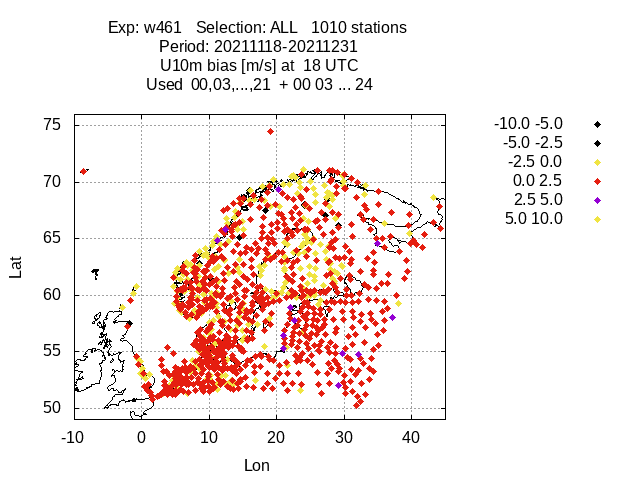 Exp: w461 Selection: ALL 1010 stations
Period: 20211118-20211231
U10m bias [m/s] at 18 UTC
Used 00,03,...,21 + 00 03 ... 24
75
70
65
60
55
50
Lat
-10 0 10 20 30 40
Lon
-10.0 -5.0
-5.0 -2.5
-2.5 0.0
0.0 2.5
2.5 5.0
5.0 10.0